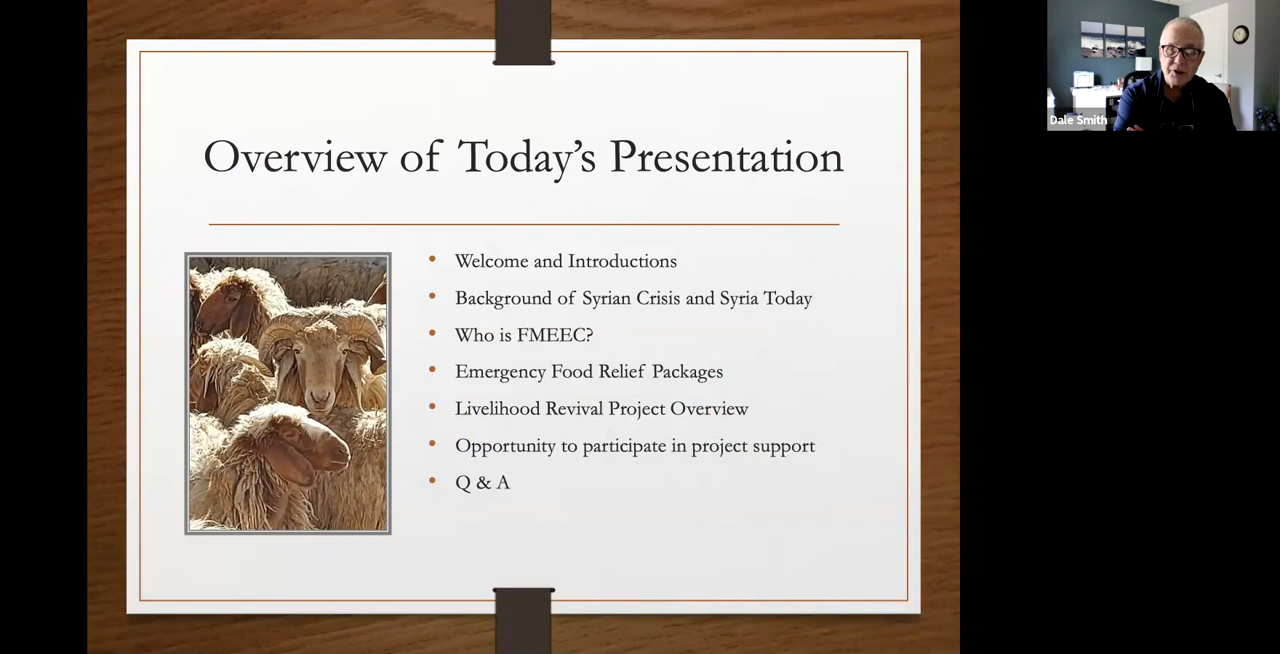 Overview of Today’s Presentation
Welcome and Introductions
Background of Syrian Crisis and Syria Today
Who is FMEEC?
Emergency Food Relief Packages
Livelihood Revival Project Overview
Opportunity to participate in project support
Q & A
Dale Smith